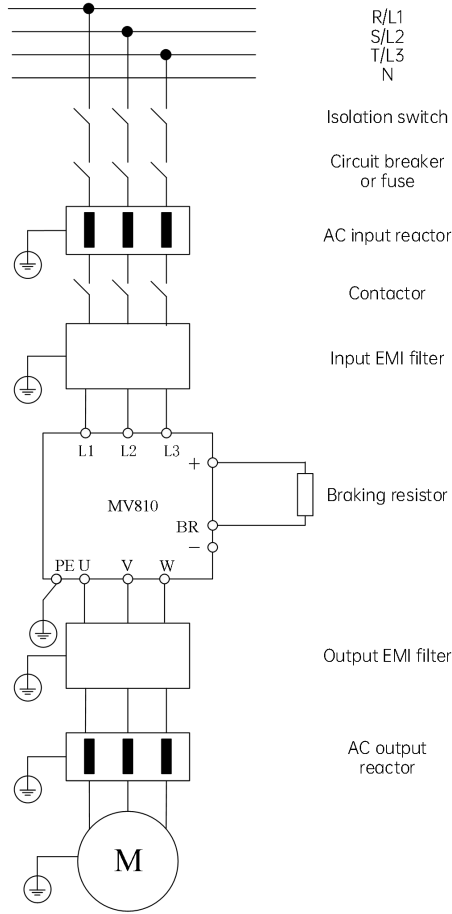 R/L1
S/L2
T/L3
N
Isolation switch
Circuit breaker
or fuse
AC input reactor
Contactor
Input EMI filter
L1 L2 L3
+
MV810
Braking resistor
BR
−
PE U V W
Output EMI filter
AC output
reactor
M